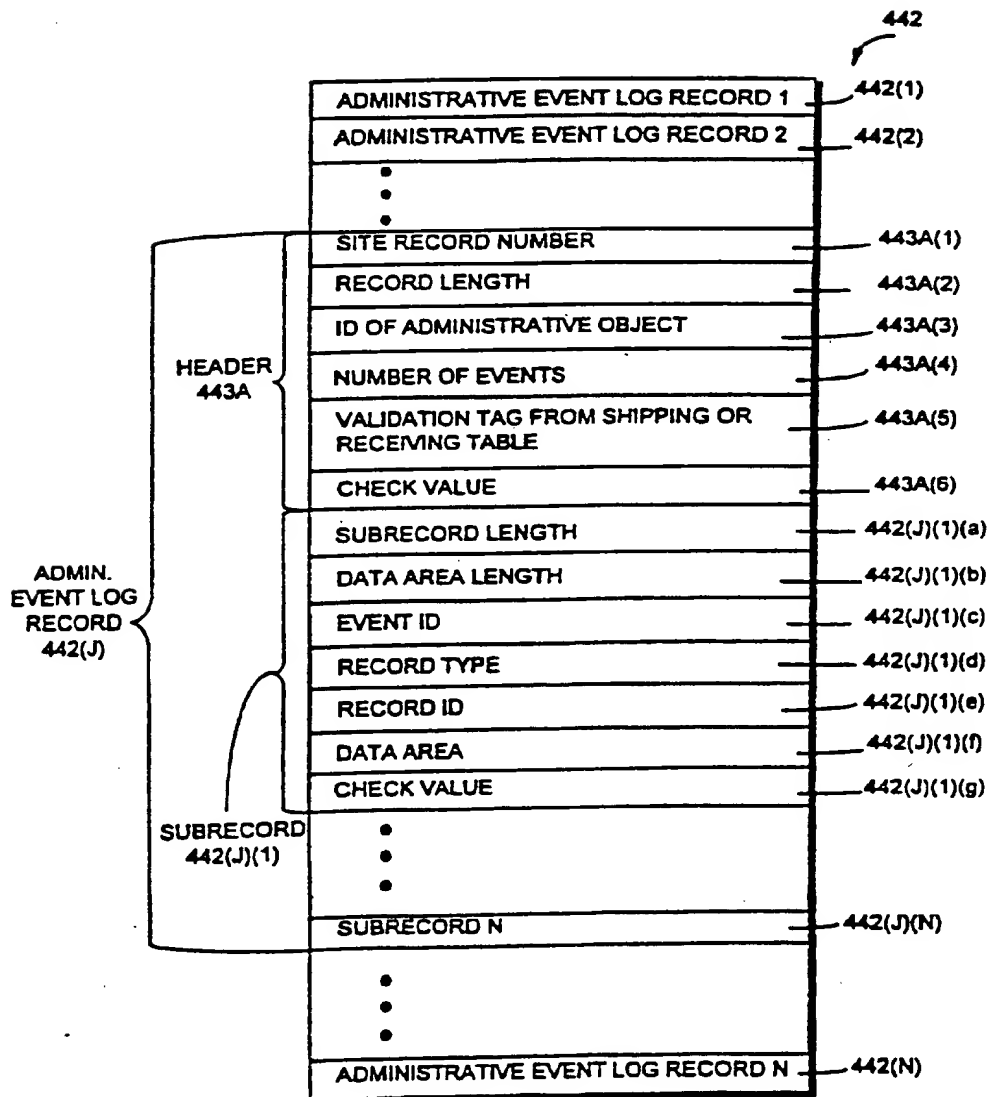 442
ADMINISTRATIVE EVENT LOG RECORD 1 442(1)
ADMINISTRATIVE EVENT LOG RECORD 2 442(2)
SITE RECORD NUMBER 443A(1)
RECORD LENGTH 443A(2)
ID OF ADMINISTRATIVE OBJECT 443A(3)
HEADER
443A
NUMBER OF EVENTS 443A(4)
VALIDATION TAG FROM SHIPPING OR
RECEIVING TABLE 443A(5)
CHECK VALUE 443A(6)
ADMIN.
EVENT LOG
RECORD
442(J)
SUBRECORD LENGTH 442(J)(1)(a)
DATA AREA LENGTH 442(J)(1)(b)
EVENT ID 442(J)(1)(c)
RECORD TYPE 442(J)(1)(d)
RECORD ID 442(J)(1)(e)
DATA AREA 442(J)(1)(f)
CHECK VALUE 442(J)(1)(g)
SUBRECORD
442(J)(1)
SUBRECORD N 442(J)(N)
ADMINISTRATIVE EVENT LOG RECORD N 442(N)